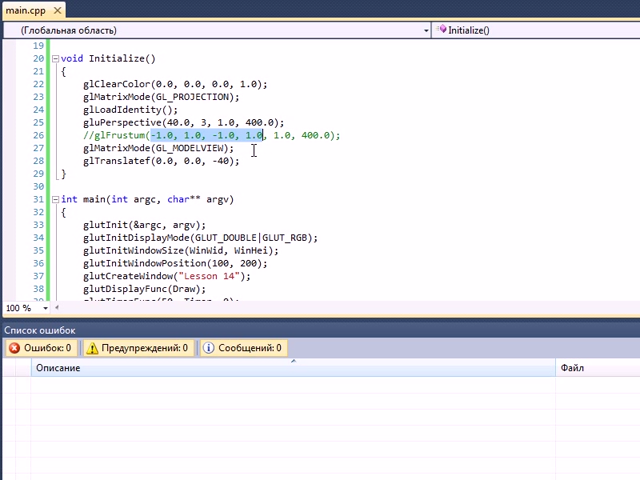 main.cpp
(Глобальная область)
Initialize()
19
20 void Initialize()
21 {
22 glClearColor(0.0, 0.0, 0.0, 1.0);
23 glMatrixMode(GL_PROJECTION);
24 glLoadIdentity();
25 gluPerspective(40.0, 3, 1.0, 400.0);
26 //glFrustum(-1.0, 1.0, -1.0, 1.0, 1.0, 400.0);
27 glMatrixMode(GL_MODELVIEW);
28 glTranslatef(0.0, 0.0, -40);
29 }
30
31 int main(int argc, char** argv)
32 {
33 glutInit(&argc, argv);
34 glutInitDisplayMode(GLUT_DOUBLE|GLUT_RGB);
35 glutInitWindowSize(WinWid, WinHei);
36 glutInitWindowPosition(100, 200);
37 glutCreateWindow("Lesson 14");
38 glutDisplayFunc(Draw);
100 %
Список ошибок
Ошибок: 0
Предупреждений: 0
Сообщений: 0
Описание
Файл